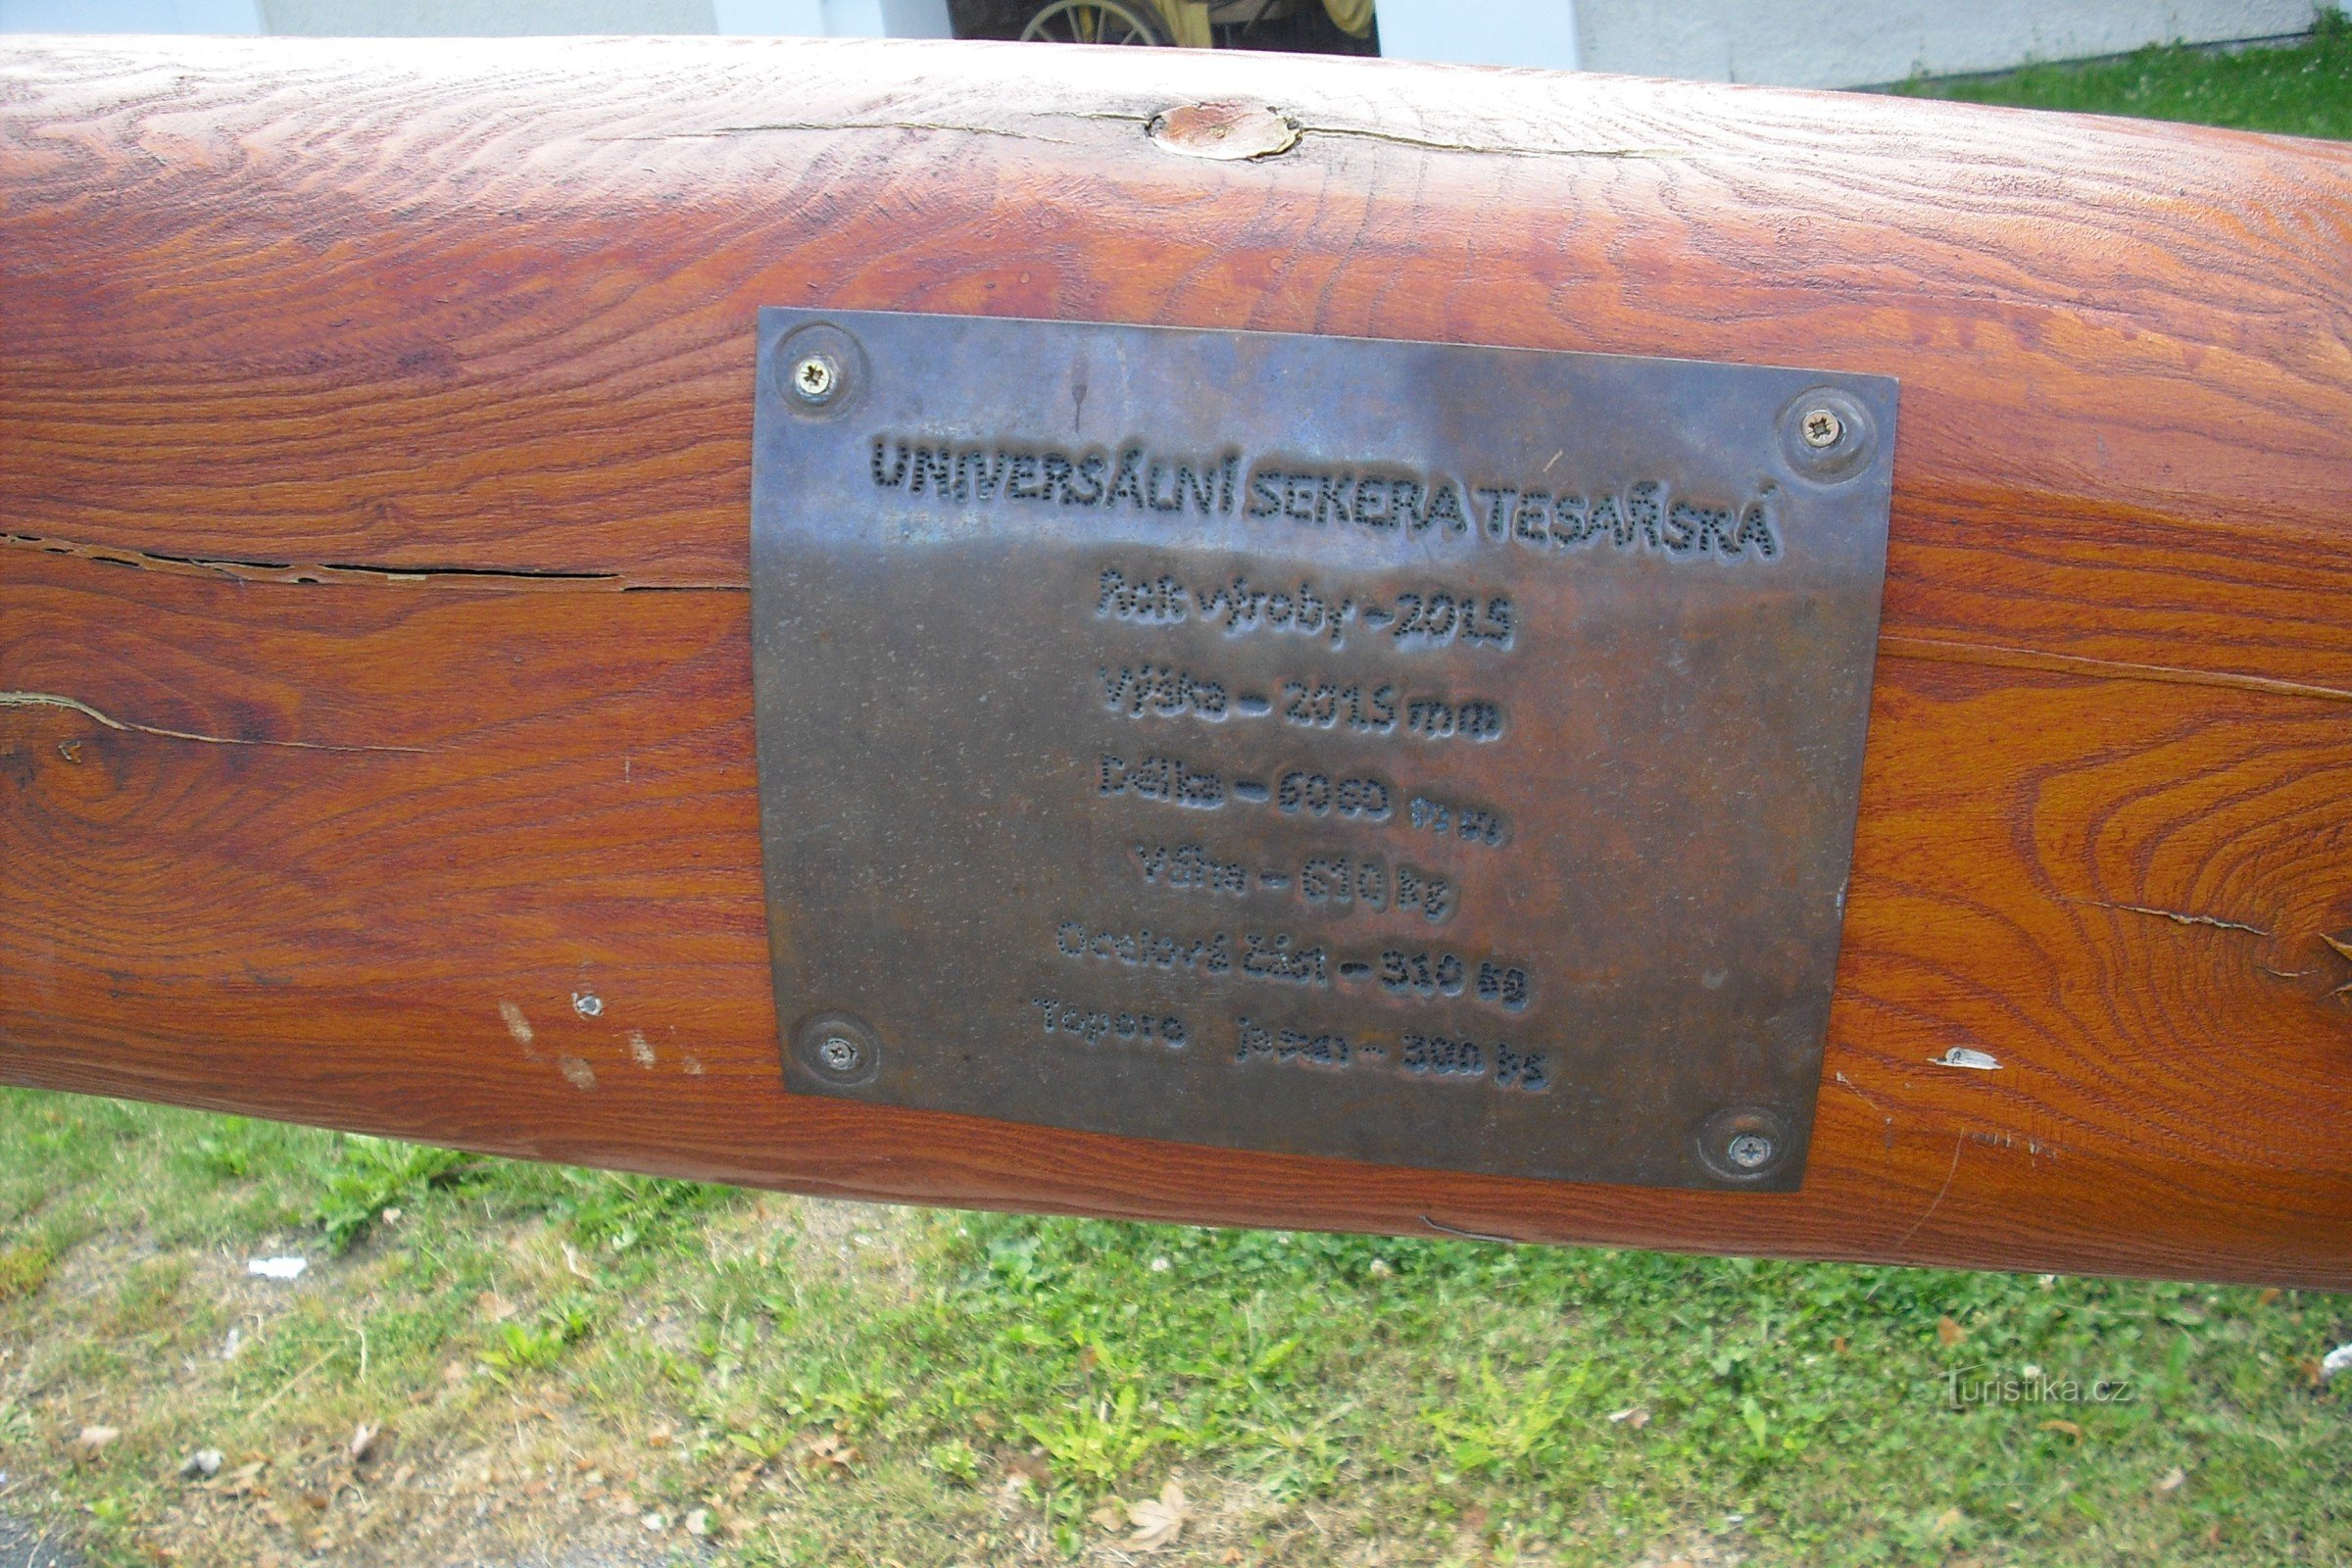 UNIVERSÁLNÍ SEKERA TESAŘSKÁ
Rok výroby - 2015
Výška - 2015 mm
Délka - 6060 mm
Váha - 610 kg
Ocelová část - 310 kg
Toporo jasan - 300 kg
Turistika.cz